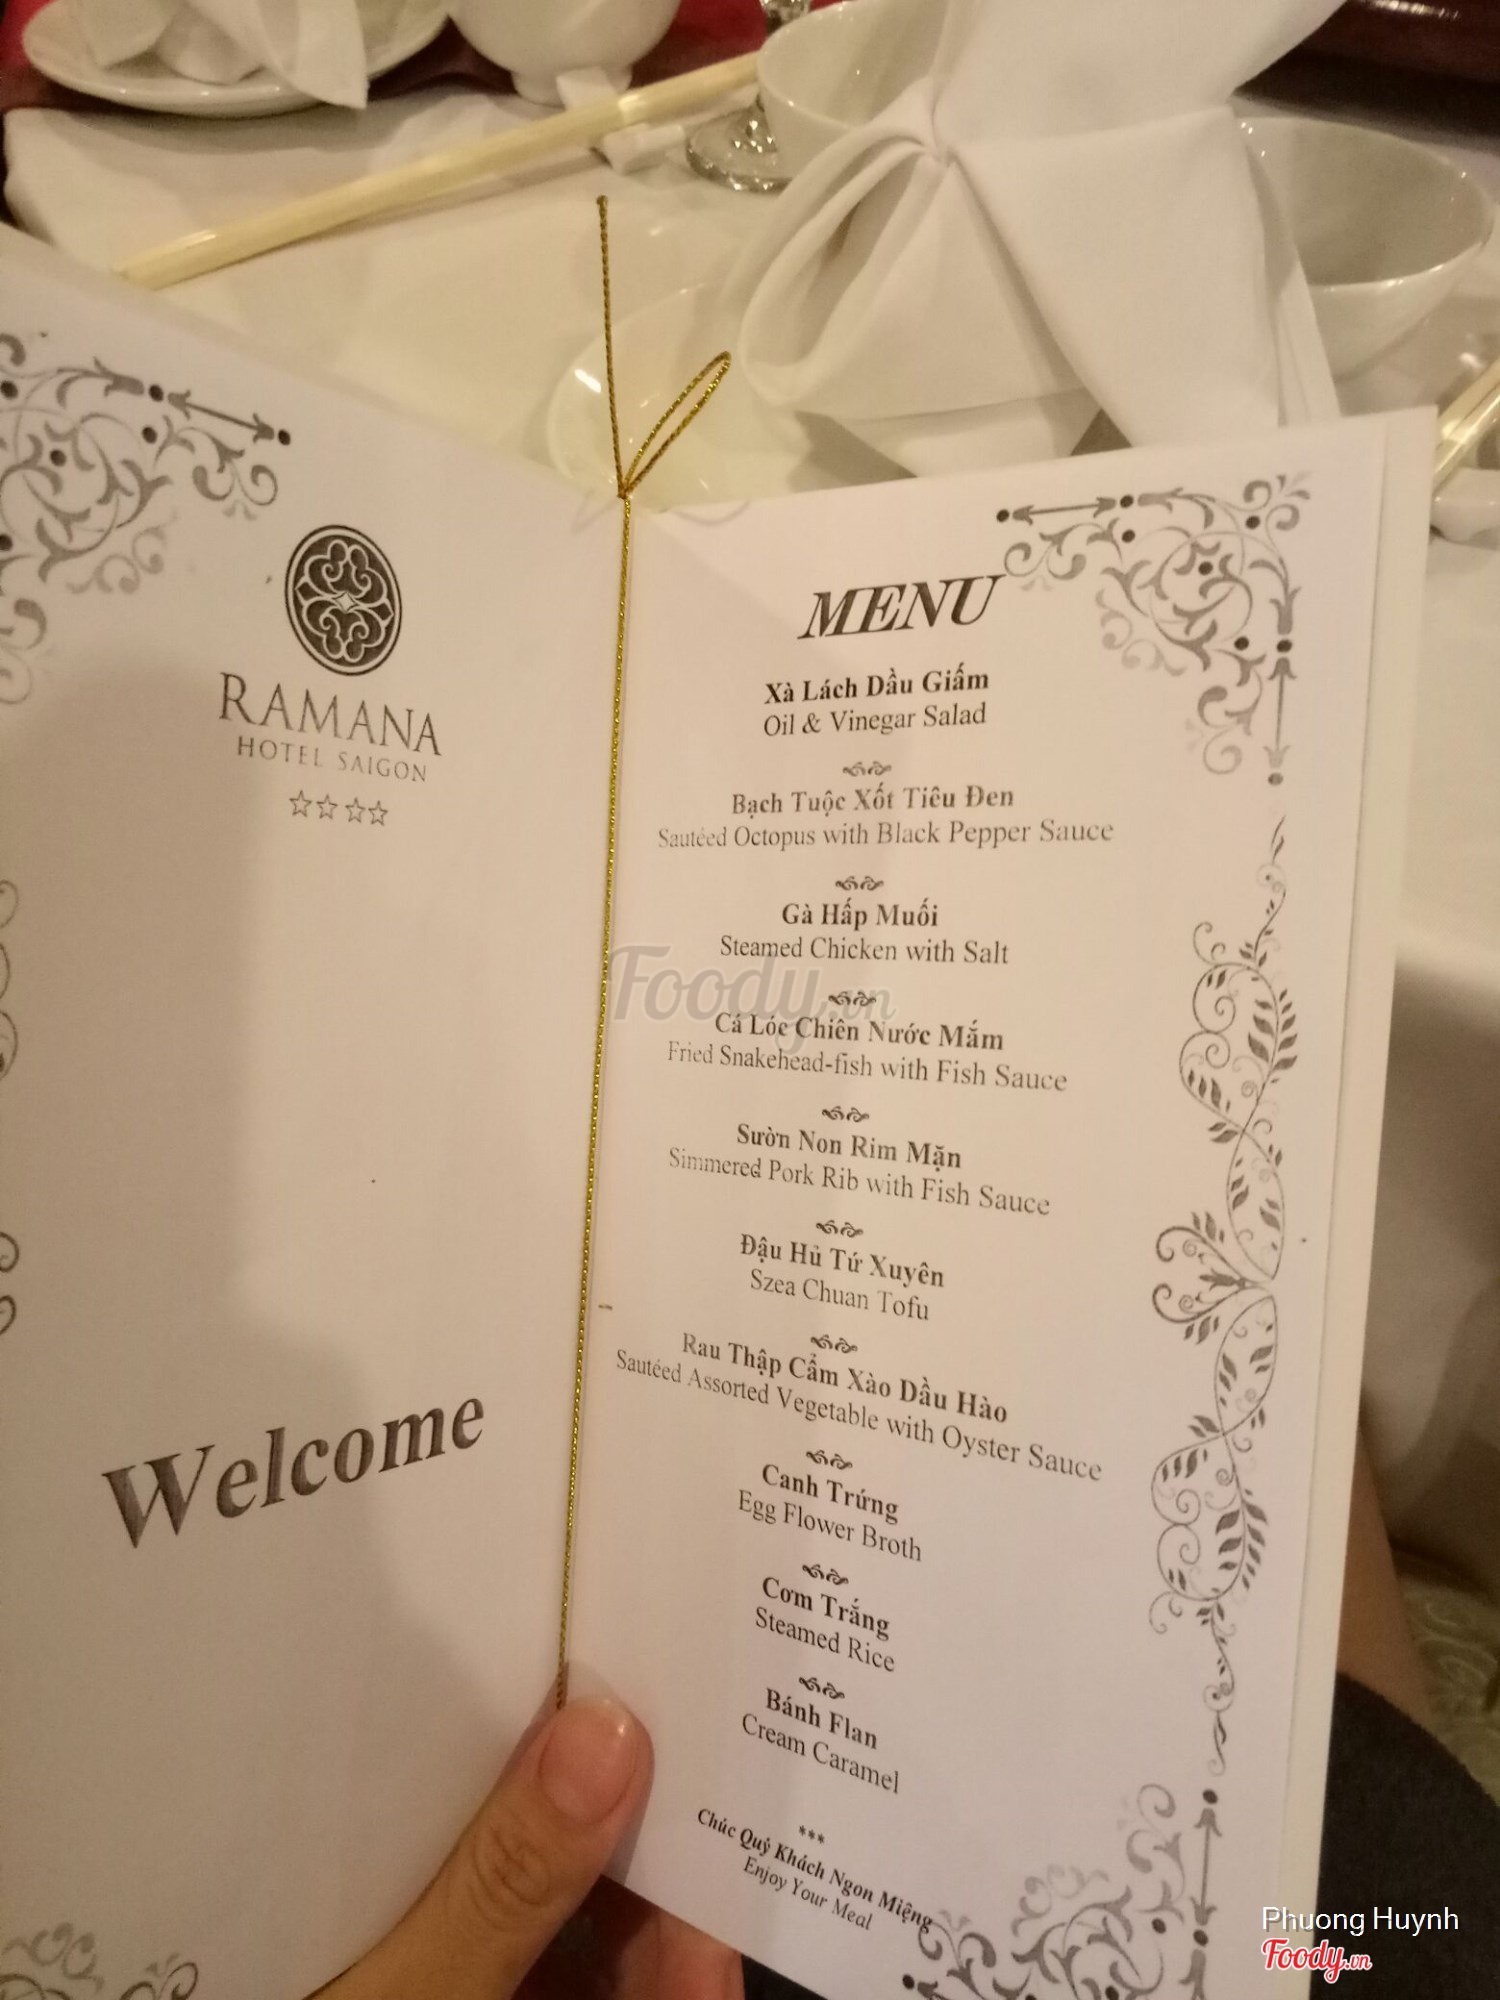 RAMANA
HOTEL SAIGON
Welcome
MENU
Xà Lách Dầu Giấm
Oil & Vinegar Salad
Bạch Tuộc Xốt Tiêu Đen
Sautéed Octopus with Black Pepper Sauce
Gà Hấp Muối
Steamed Chicken with Salt
Foody.vn
Cá Lóc Chiên Nước Mắm
Fried Snakehead-fish with Fish Sauce
Sườn Non Rim Mặn
Simmered Pork Rib with Fish Sauce
Đậu Hủ Tứ Xuyên
Szea Chuan Tofu
Rau Thập Cẩm Xào Dầu Hào
Sautéed Assorted Vegetable with Oyster Sauce
Canh Trứng
Egg Flower Broth
Cơm Trắng
Steamed Rice
Bánh Flan
Cream Caramel
***
Chúc Quý Khách Ngon Miệng
Enjoy Your Meal
Phuong Huynh
Foody.vn